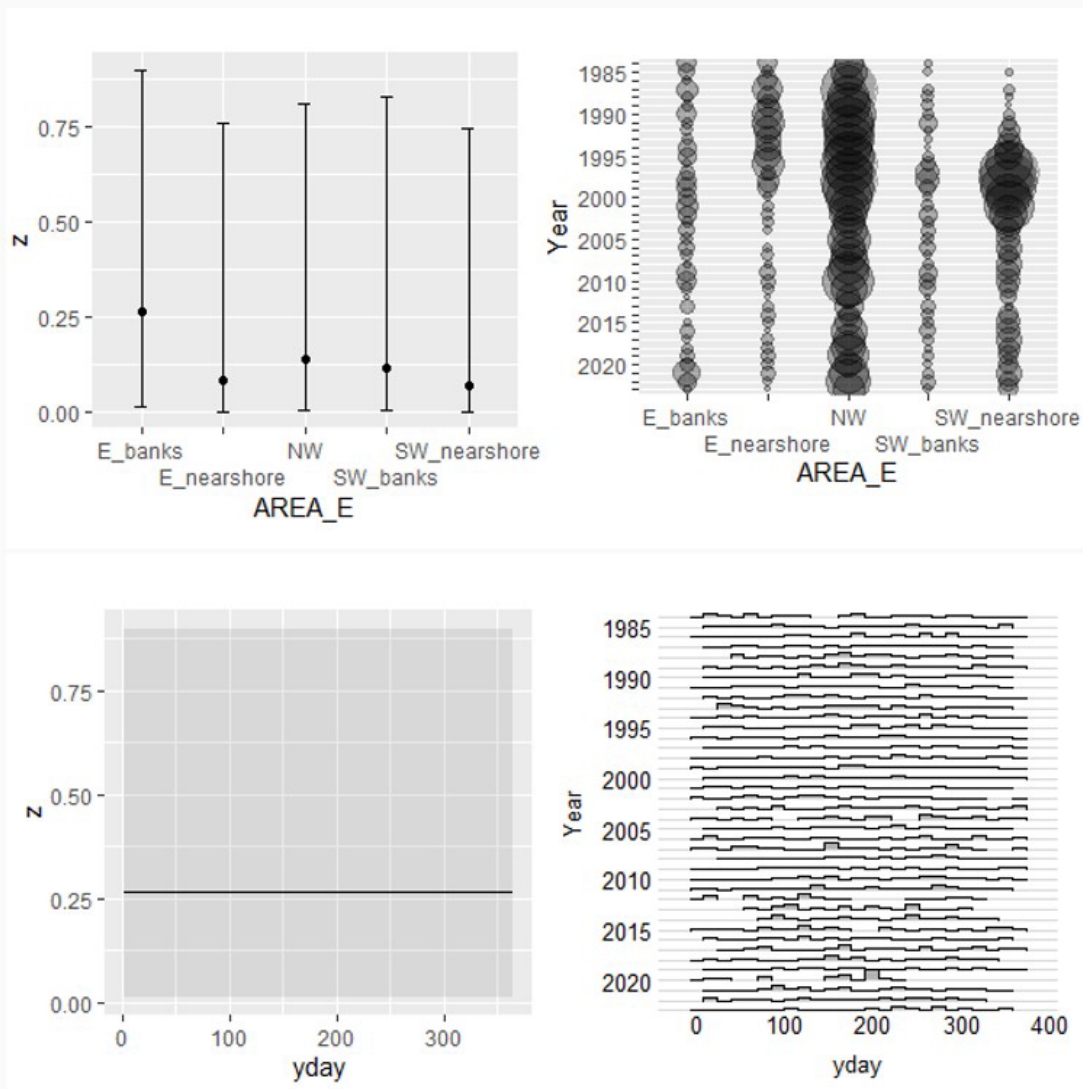 0.75
0.50
0.25
0.00
z
E_banks NW SW_nearshore
E_nearshore SW_banks
AREA_E
1985
1990
1995
2000
2005
2010
2015
2020
Year
E_banks NW SW_nearshore
E_nearshore SW_banks
AREA_E
0.75
0.50
0.25
0.00
z
0 100 200 300
yday
1985
1990
1995
2000
2005
2010
2015
2020
Year
0 100 200 300 400
yday